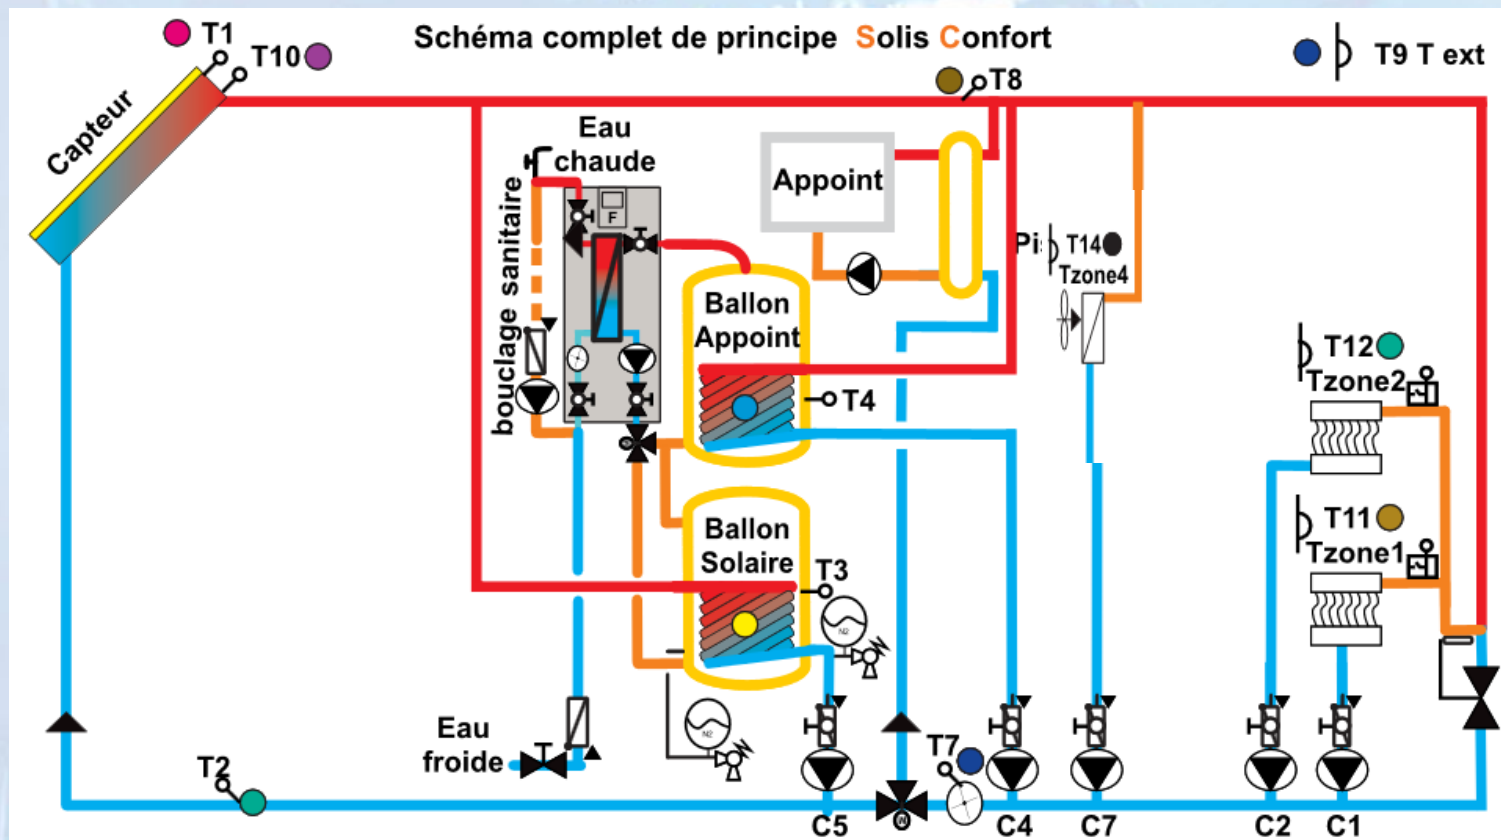 Schéma complet de principe Solis Confort
T1
T10
T8
T9 T ext
Capteur
Eau
chaude
F
Appoint
bouclage sanitaire
Pi
T14
Tzone4
Ballon
Appoint
T4
T12
Tzone2
Ballon
Solaire
T3
N2
T11
Tzone1
N2
Eau
froide
T2
T7
M
C5
C4
C7
C2
C1